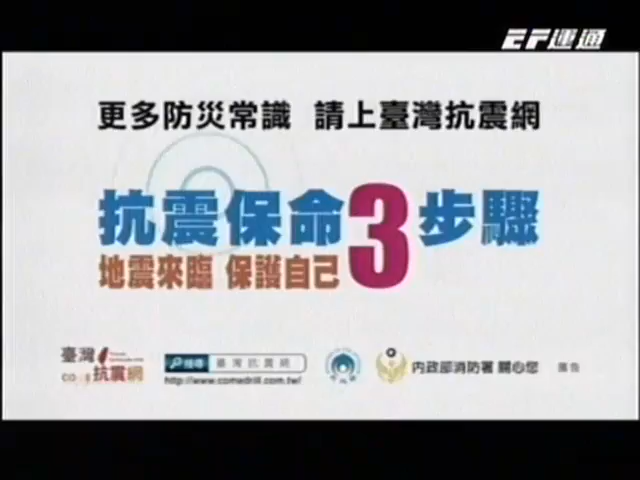 EF運通
更多防災常識 請上臺灣抗震網
抗震保命3步驟
地震來臨 保護自己
臺灣
抗震網
搜尋 臺灣抗震網
http://www.comedrill.com.tw/
內政部消防署 關心您 廣告